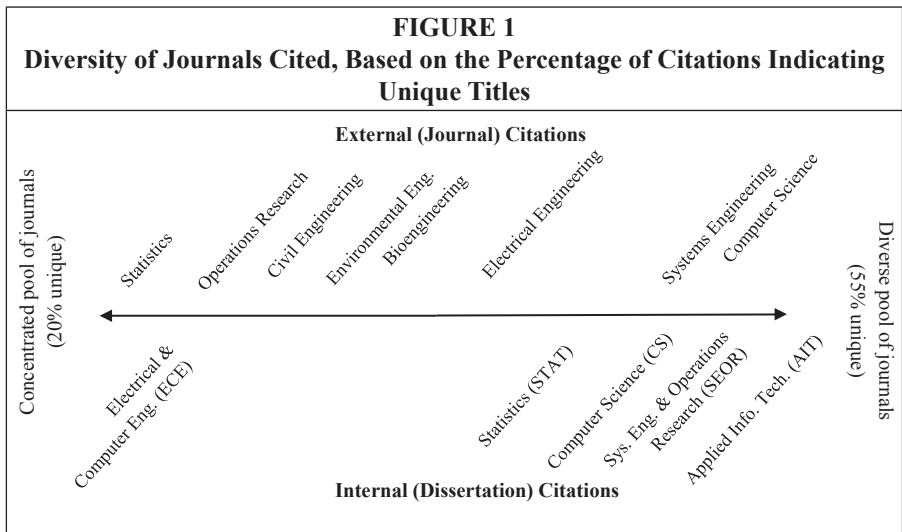 FIGURE 1
Diversity of Journals Cited, Based on the Percentage of Citations Indicating
Unique Titles
External (Journal) Citations
Concentrated pool of journals
(20% unique)
Statistics
Operations Research
Civil Engineering
Environmental Eng.
Bioengineering
Electrical Engineering
Systems Engineering
Computer Science
Diverse pool of journals
(55% unique)
Electrical &
Computer Eng. (ECE)
Statistics (STAT)
Computer Science (CS)
Sys. Eng. & Operations
Research (SEOR)
Applied Info. Tech. (AIT)
Internal (Dissertation) Citations